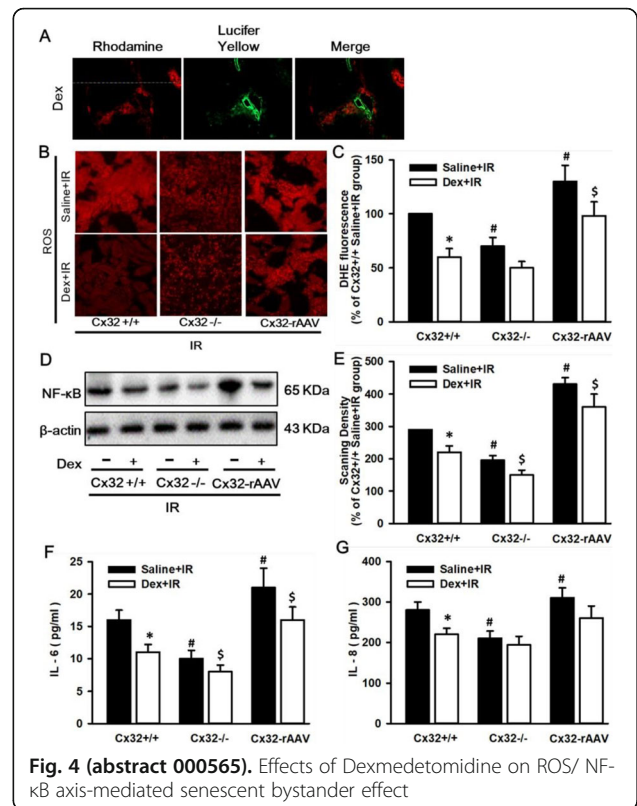 A
Rhodamine
Lucifer
Yellow
Merge
Dex
B
ROS
Saline+IR
Dex+IR
Cx32+/+
Cx32-/-
Cx32-rAAV
IR
C
Saline+IR
Dex+IR
DHE fluorescence
(% of Cx32+/+ Saline+IR group)
150
100
50
0
*
#
#
$
Cx32+/+
Cx32-/-
Cx32-rAAV
D
NF-κB
65 KDa
β-actin
43 KDa
Dex
− + − + − +
Cx32+/+
Cx32-/-
Cx32-rAAV
IR
E
Saline+IR
Dex+IR
Scaning Density
(% of Cx32+/+ Saline+IR group)
500
400
300
200
100
0
*
#
$
#
$
Cx32+/+
Cx32-/-
Cx32-rAAV
F
Saline+IR
Dex+IR
IL - 6 ( pg/ml )
25
20
15
10
5
0
*
#
$
#
$
Cx32+/+
Cx32-/-
Cx32-rAAV
G
Saline+IR
Dex+IR
IL - 8 ( pg/ml )
400
300
200
100
0
*
#
#
Cx32+/+
Cx32-/-
Cx32-rAAV
Fig. 4 (abstract 000565). Effects of Dexmedetomidine on ROS/ NF-
κB axis-mediated senescent bystander effect